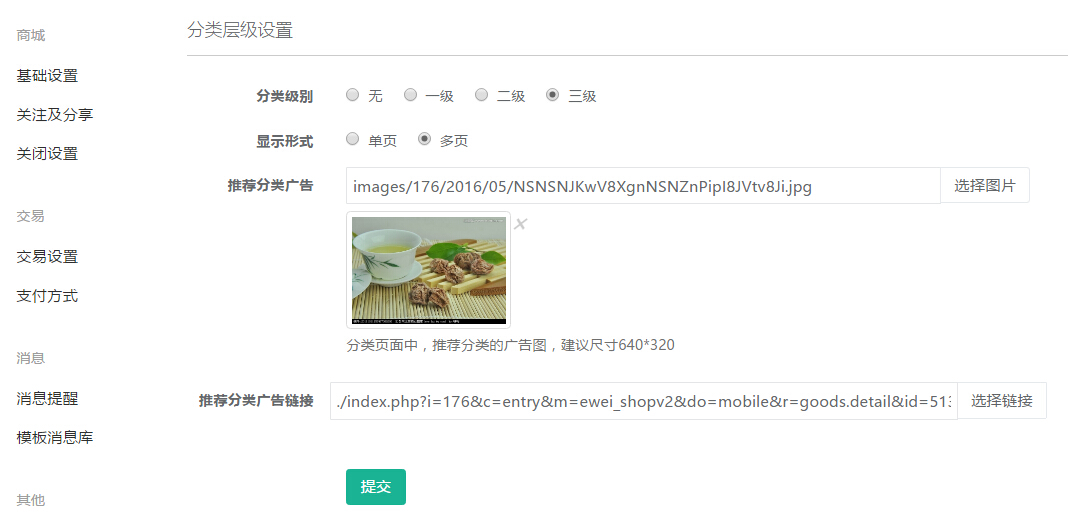 商城
基础设置
关注及分享
关闭设置
交易
交易设置
支付方式
消息
消息提醒
模板消息库
其他
分类层级设置
分类级别 无 一级 二级 三级
显示形式 单页 多页
推荐分类广告 images/176/2016/05/NSNSNJKwV8XgnNSNZnPipI8JVtv8Ji.jpg 选择图片
×
分类页面中，推荐分类的广告图，建议尺寸640*320
推荐分类广告链接 ./index.php?i=176&c=entry&m=ewei_shopv2&do=mobile&r=goods.detail&id=513 选择链接
提交